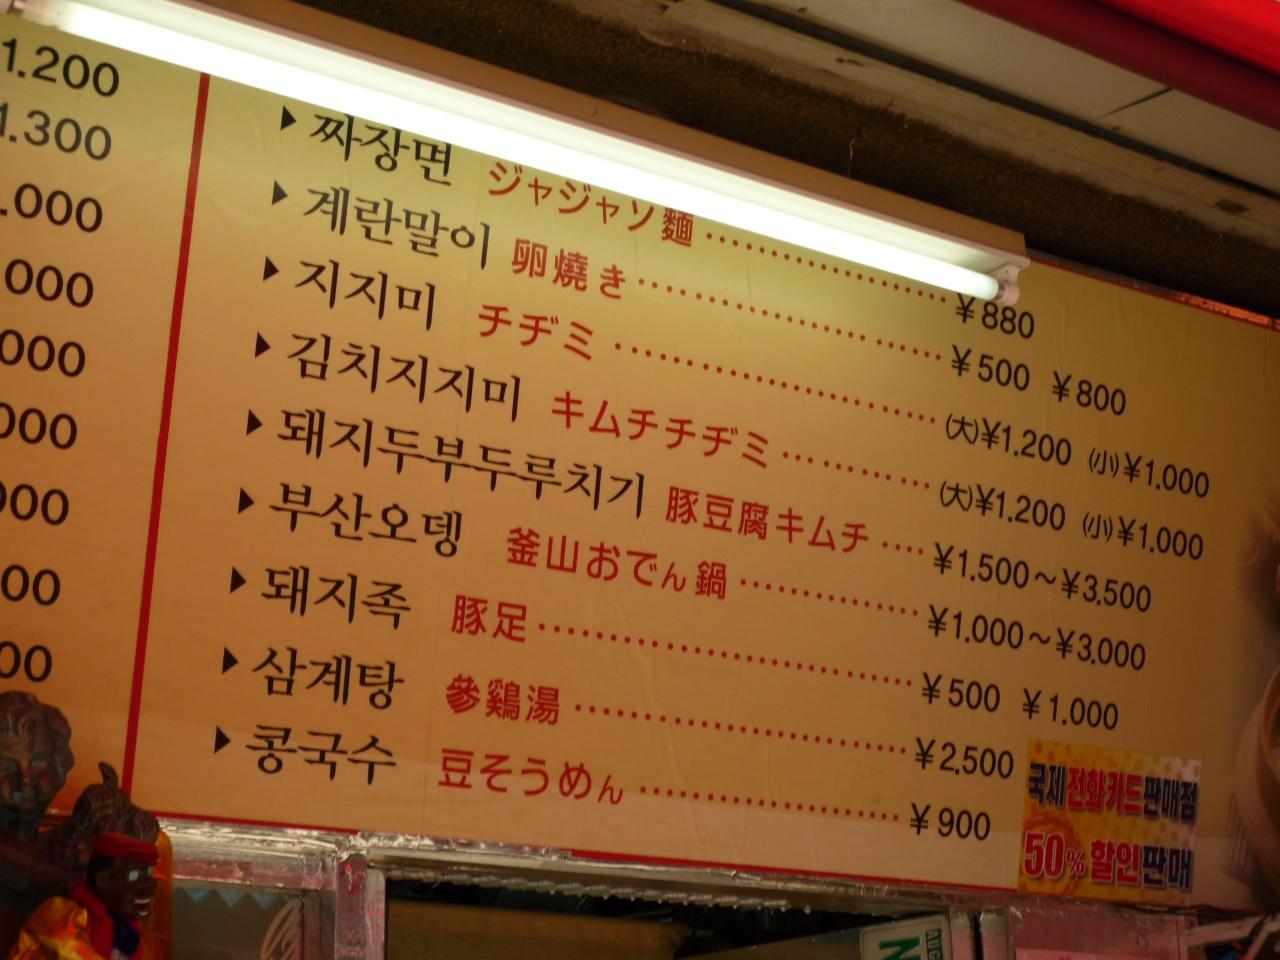 1.200
1.300
.000
000
000
000
000
00
00
▶ 짜장면 ジャジャソ麵 ¥880
▶ 계란말이 卵燒き ¥500 ¥800
▶ 지지미 チヂミ (大)¥1.200 (小)¥1.000
▶ 김치지지미 キムチチヂミ (大)¥1.200 (小)¥1.000
▶ 돼지두부두루치기 豚豆腐キムチ ¥1.500～¥3.500
▶ 부산오뎅 釜山おでん鍋 ¥1.000～¥3.000
▶ 돼지족 豚足 ¥500 ¥1.000
▶ 삼계탕 參鷄湯 ¥2.500
▶ 콩국수 豆そうめん ¥900
국제전화카드판매점
50% 할인판매